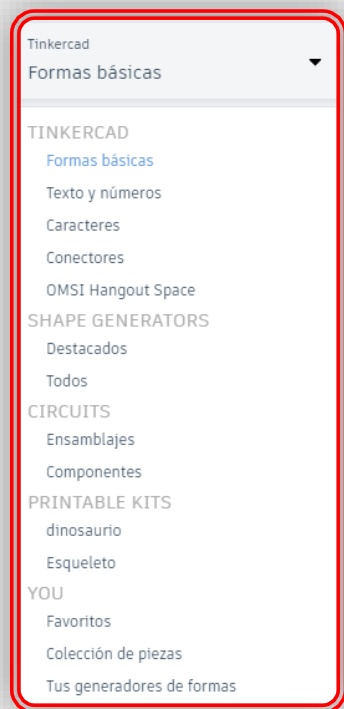 Tinkercad
Formas básicas
TINKERCAD
Formas básicas
Texto y números
Caracteres
Conectores
OMSI Hangout Space
SHAPE GENERATORS
Destacados
Todos
CIRCUITS
Ensamblajes
Componentes
PRINTABLE KITS
dinosaurio
Esqueleto
YOU
Favoritos
Colección de piezas
Tus generadores de formas